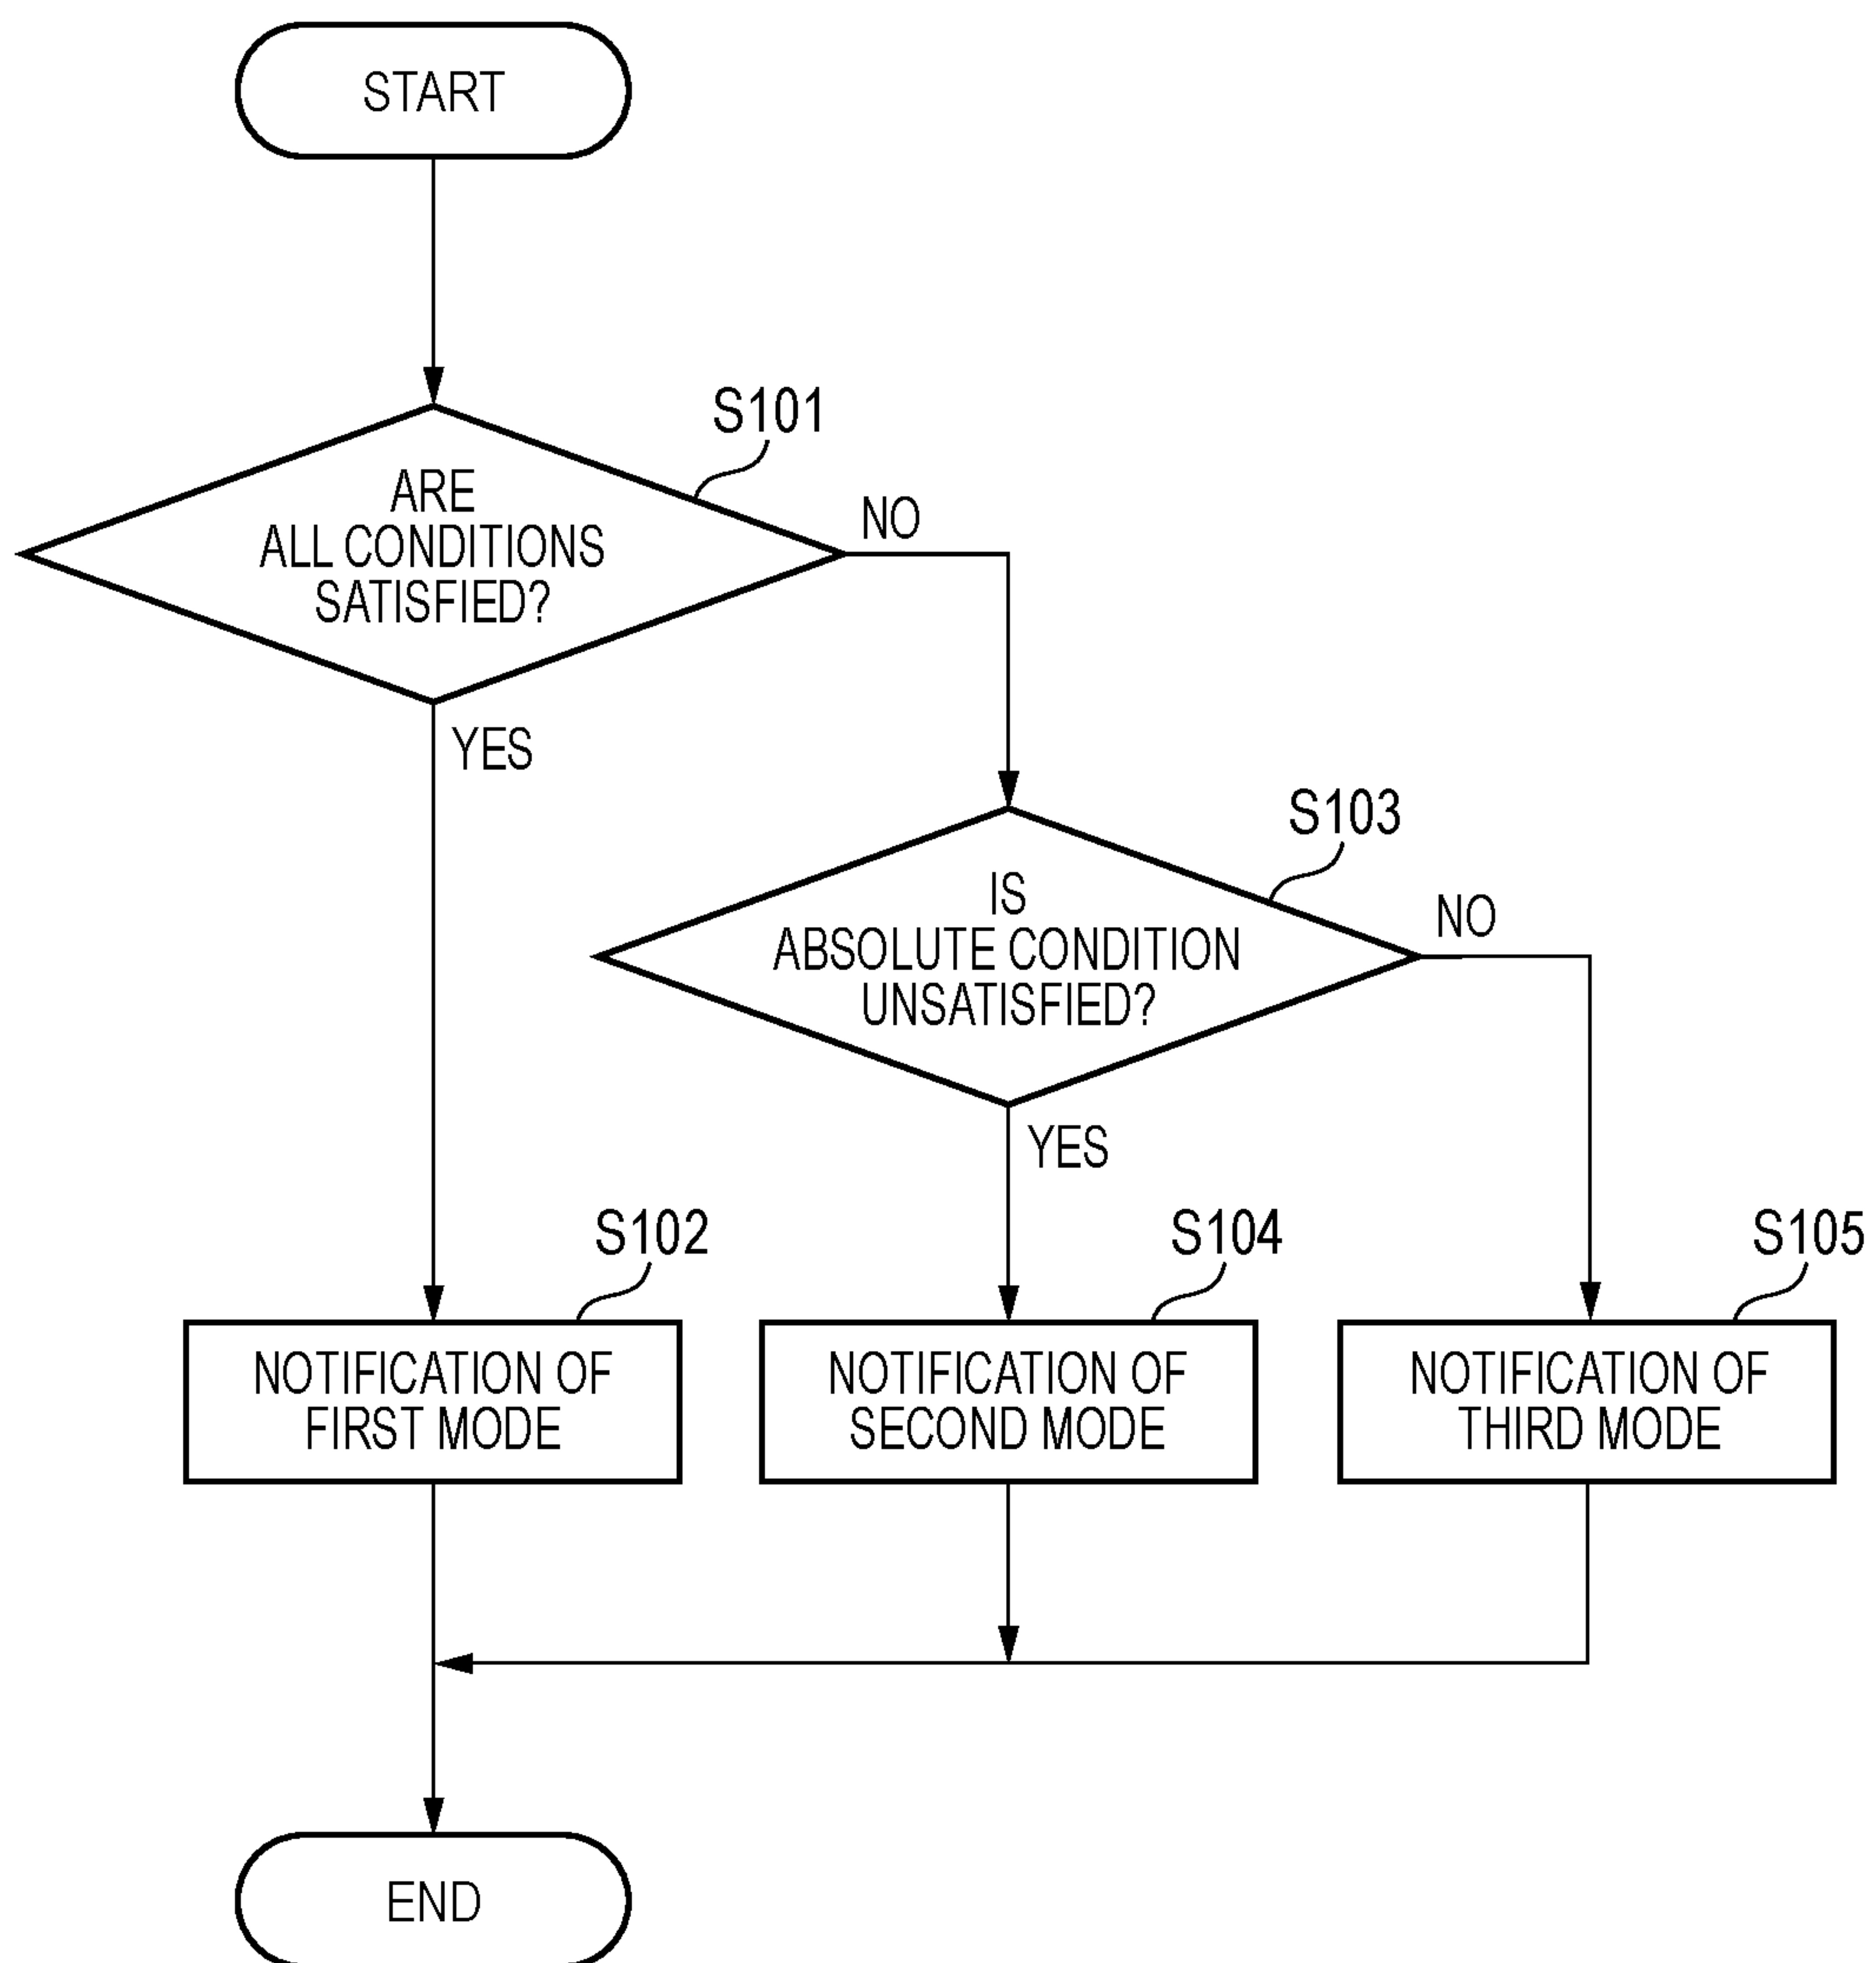 START
S101
ARE
ALL CONDITIONS
SATISFIED?
NO
YES
S103
IS
ABSOLUTE CONDITION
UNSATISFIED?
NO
YES
S102
NOTIFICATION OF
FIRST MODE
S104
NOTIFICATION OF
SECOND MODE
S105
NOTIFICATION OF
THIRD MODE
END